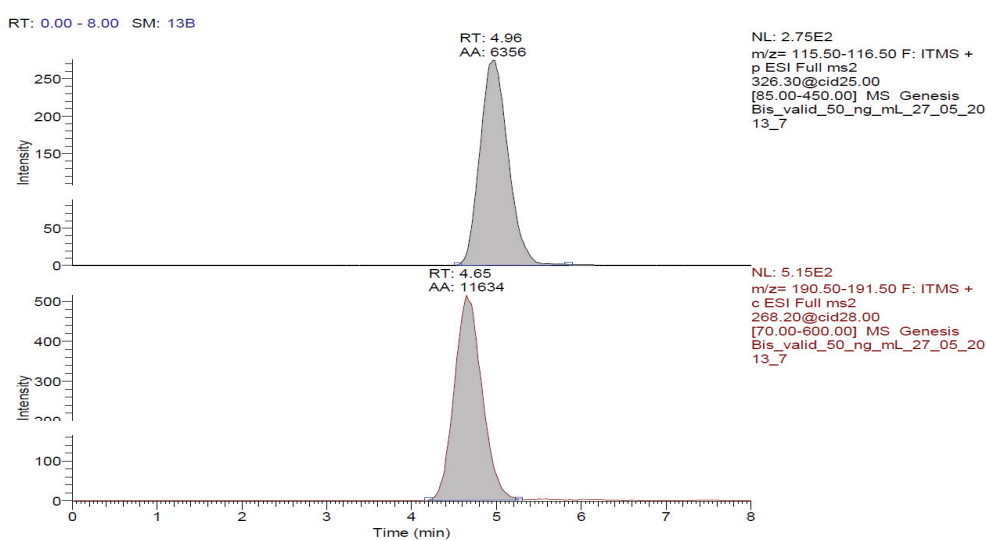 RT: 0.00 - 8.00 SM: 13B
RT: 4.96
AA: 6356
NL: 2.75E2
m/z= 115.50-116.50 F: ITMS +
p ESI Full ms2
326.30@cid25.00
[85.00-450.00] MS Genesis
Bis_valid_50_ng_mL_27_05_20
13_7
250
200
150
50
0
Intensity
RT: 4.65
AA: 11634
NL: 5.15E2
m/z= 190.50-191.50 F: ITMS +
c ESI Full ms2
268.20@cid28.00
[70.00-600.00] MS Genesis
Bis_valid_50_ng_mL_27_05_20
13_7
500
400
300
200
100
0
Intensity
0 1 2 3 4 5 6 7 8
Time (min)